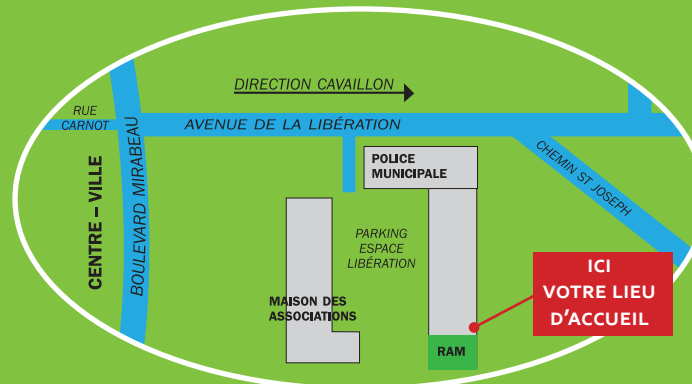 DIRECTION CAVAILLON
RUE
CARNOT
AVENUE DE LA LIBÉRATION
CENTRE – VILLE
BOULEVARD MIRABEAU
POLICE
MUNICIPALE
CHEMIN ST JOSEPH
PARKING
ESPACE
LIBÉRATION
MAISON DES
ASSOCIATIONS
ICI
VOTRE LIEU
D'ACCUEIL
RAM